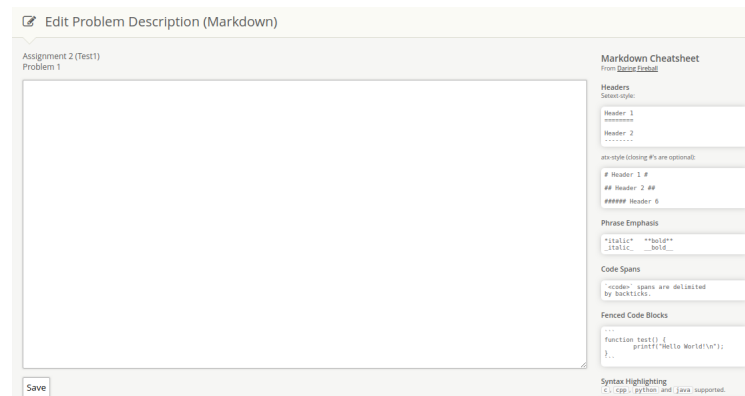 Edit Problem Description (Markdown)
Assignment 2 (Test1)
Problem 1
Save
Markdown Cheatsheet
From Daring Fireball
Headers
Setext-style:
Header 1
========
Header 2
--------
atx-style (closing #'s are optional):
# Header 1 #
## Header 2 ##
###### Header 6
Phrase Emphasis
*italic* **bold**
_italic_ __bold__
Code Spans
`<code>` spans are delimited
by backticks.
Fenced Code Blocks
```
function test() {
printf("Hello World!\n");
}
```
Syntax Highlighting
c, cpp, python and java supported.